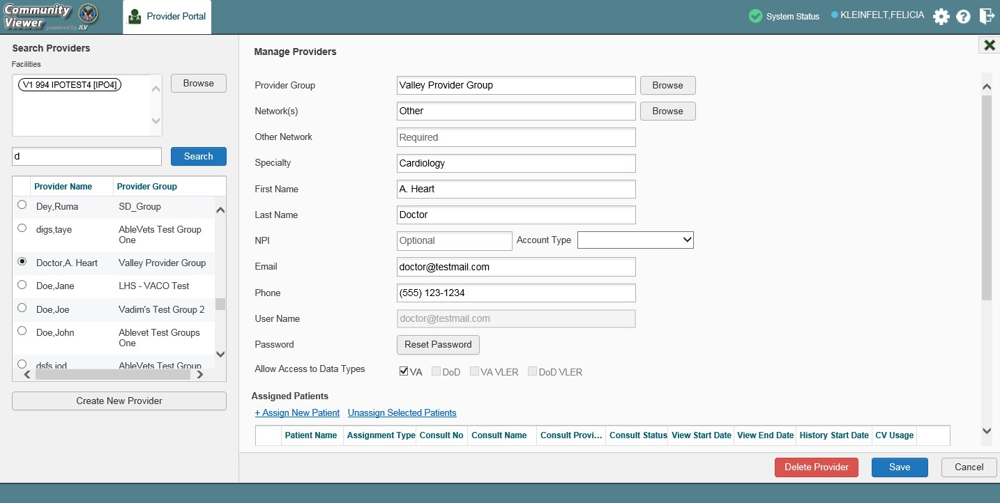 Community
Viewer
powered by JLV
Provider Portal
System Status
KLEINFELT,FELICIA
Search Providers
Facilities
V1 994 IPOTEST4 [IPO4]
Browse
d
Search
Provider Name Provider Group
Dey,Ruma SD_Group
digs,taye AbleVets Test Group
One
Doctor,A. Heart Valley Provider Group
Doe,Jane LHS - VACO Test
Doe,Joe Vadim's Test Group 2
Doe,John Ablevet Test Groups
One
dsfs,iod AbleVets Test Group
Create New Provider
Manage Providers
Provider Group Valley Provider Group Browse
Network(s) Other Browse
Other Network Required
Specialty Cardiology
First Name A. Heart
Last Name Doctor
NPI Optional Account Type
Email doctor@testmail.com
Phone (555) 123-1234
User Name doctor@testmail.com
Password Reset Password
Allow Access to Data Types VA DoD VA VLER DoD VLER
Assigned Patients
+ Assign New Patient Unassign Selected Patients
Patient Name Assignment Type Consult No Consult Name Consult Provi... Consult Status View Start Date View End Date History Start Date CV Usage
Delete Provider Save Cancel